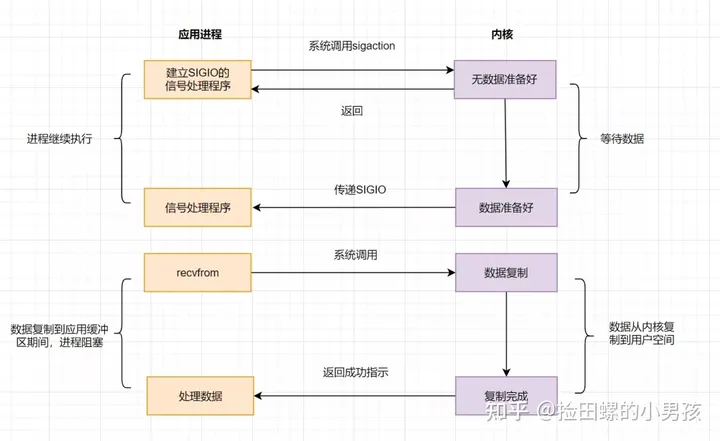 应用进程
内核
系统调用sigaction
建立SIGIO的
信号处理程序
无数据准备好
返回
进程继续执行
等待数据
传递SIGIO
信号处理程序
数据准备好
系统调用
recvfrom
数据复制
数据复制到应用缓冲
区期间，进程阻塞
数据从内核复
制到用户空间
返回成功指示
处理数据
复制完成
知乎 @捡田螺的小男孩